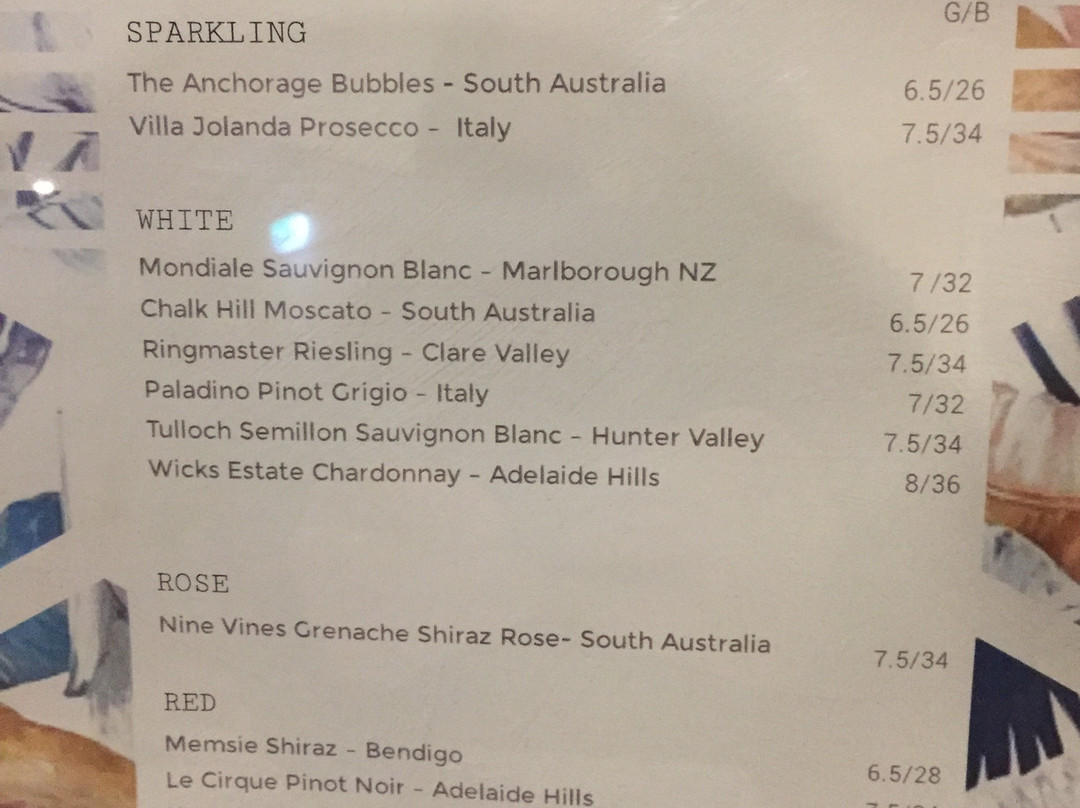 G/B
SPARKLING
The Anchorage Bubbles - South Australia 6.5/26
Villa Jolanda Prosecco - Italy 7.5/34
WHITE
Mondiale Sauvignon Blanc - Marlborough NZ 7 /32
Chalk Hill Moscato - South Australia 6.5/26
Ringmaster Riesling - Clare Valley 7.5/34
Paladino Pinot Grigio - Italy 7/32
Tulloch Semillon Sauvignon Blanc - Hunter Valley 7.5/34
Wicks Estate Chardonnay - Adelaide Hills 8/36
ROSE
Nine Vines Grenache Shiraz Rose- South Australia 7.5/34
RED
Memsie Shiraz - Bendigo 6.5/28
Le Cirque Pinot Noir - Adelaide Hills